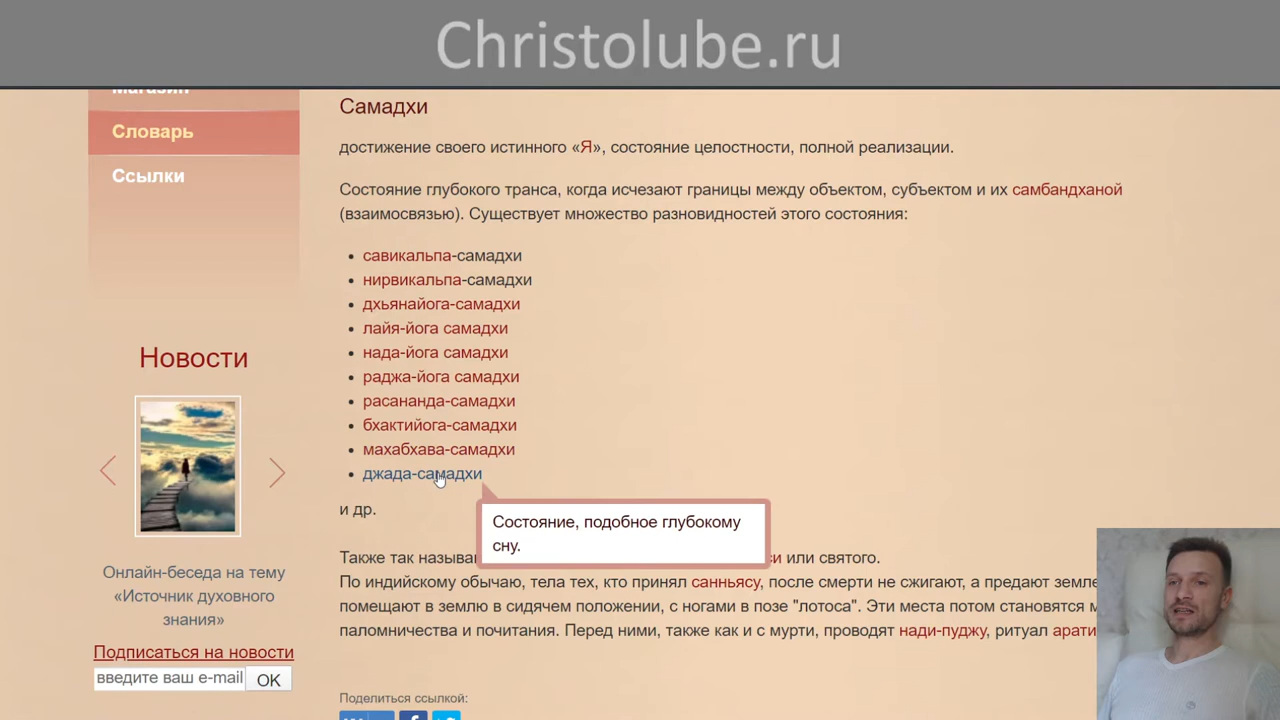 Christolube.ru
Магазин
Словарь
Ссылки
Новости
Онлайн-беседа на тему
«Источник духовного
знания»
Подписаться на новости
введите ваш e-mail
OK
Самадхи
достижение своего истинного «Я», состояние целостности, полной реализации.
Состояние глубокого транса, когда исчезают границы между объектом, субъектом и их самбандханой
(взаимосвязью). Существует множество разновидностей этого состояния:
савикальпа-самадхи
нирвикальпа-самадхи
дхьянайога-самадхи
лайя-йога самадхи
нада-йога самадхи
раджа-йога самадхи
расананда-самадхи
бхактийога-самадхи
махабхава-самадхи
джада-самадхи
Состояние, подобное глубокому
сну.
и др.
Также так называ си или святого.
По индийскому обычаю, тела тех, кто принял санньясу, после смерти не сжигают, а предают земле
помещают в землю в сидячем положении, с ногами в позе "лотоса". Эти места потом становятся м
паломничества и почитания. Перед ними, также как и с мурти, проводят нади-пуджу, ритуал арати
Поделиться ссылкой: